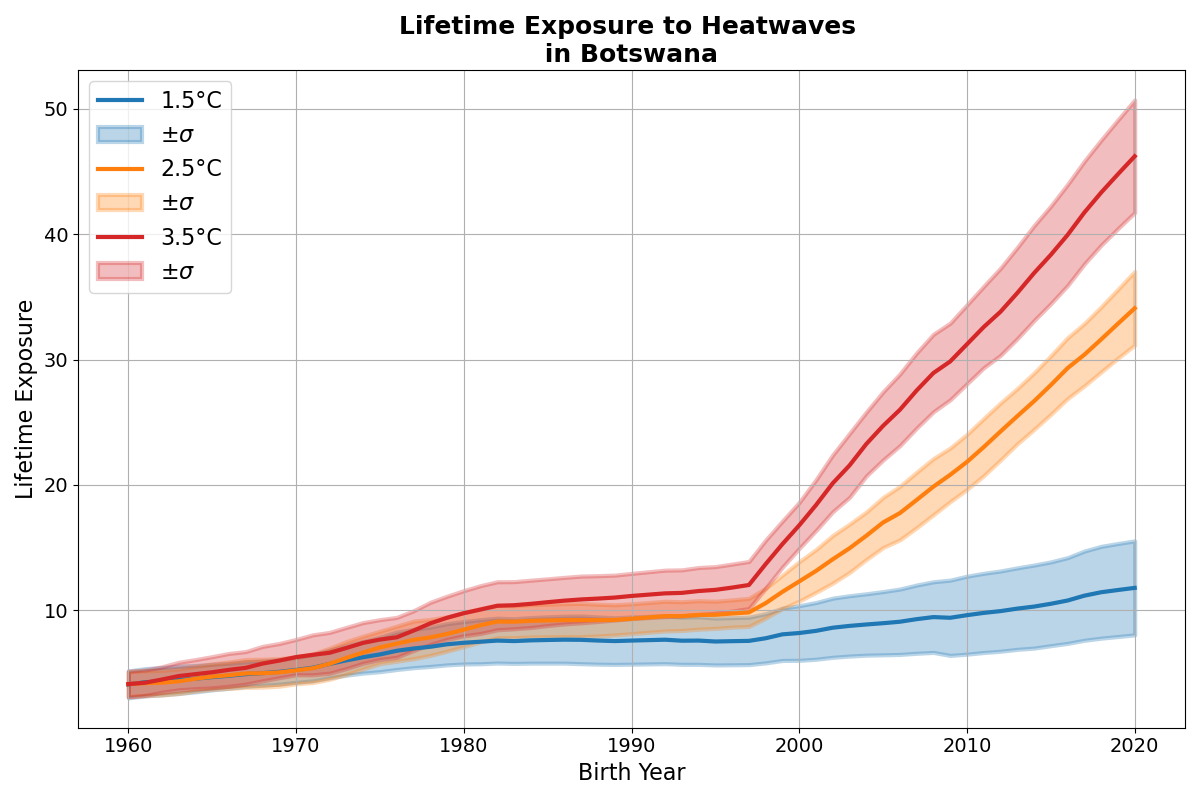 Lifetime Exposure to Heatwaves
in Botswana
1.5°C
±σ
2.5°C
±σ
3.5°C
±σ
Lifetime Exposure
50
40
30
20
10
1960
1970
1980
1990
2000
2010
2020
Birth Year